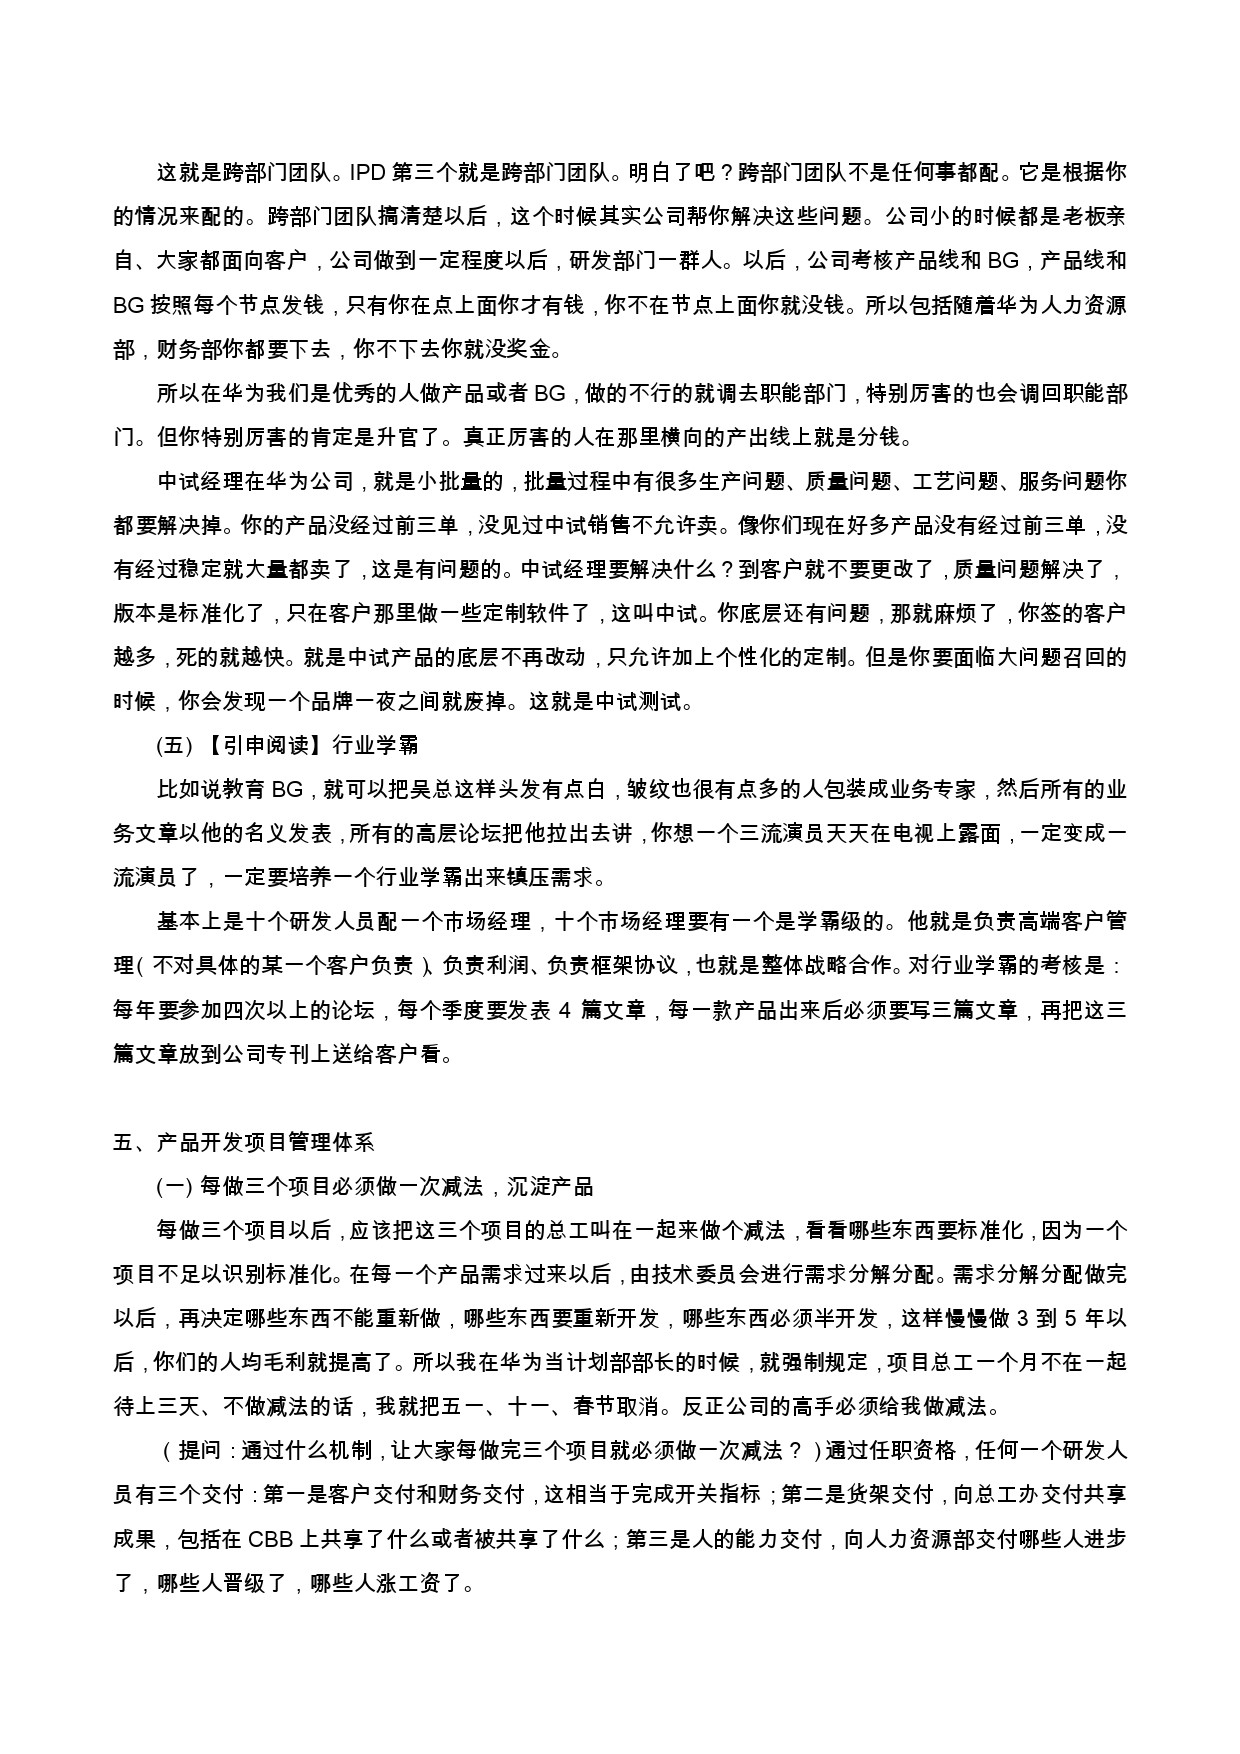 这就是跨部门团队。IPD 第三个就是跨部门团队。明白了吧？跨部门团队不是任何事都配。它是根据你
的情况来配的。跨部门团队搞清楚以后，这个时候其实公司帮你解决这些问题。公司小的时候都是老板亲
自、大家都面向客户，公司做到一定程度以后，研发部门一群人。以后，公司考核产品线和 BG，产品线和
BG 按照每个节点发钱，只有你在点上面你才有钱，你不在节点上面你就没钱。所以包括随着华为人力资源
部，财务部你都要下去，你不下去你就没奖金。
所以在华为我们是优秀的人做产品或者 BG，做的不行的就调去职能部门，特别厉害的也会调回职能部
门。但你特别厉害的肯定是升官了。真正厉害的人在那里横向的产出线上就是分钱。
中试经理在华为公司，就是小批量的，批量过程中有很多生产问题、质量问题、工艺问题、服务问题你
都要解决掉。你的产品没经过前三单，没见过中试销售不允许卖。像你们现在好多产品没有经过前三单，没
有经过稳定就大量都卖了，这是有问题的。中试经理要解决什么？到客户就不要更改了，质量问题解决了，
版本是标准化了，只在客户那里做一些定制软件了，这叫中试。你底层还有问题，那就麻烦了，你签的客户
越多，死的就越快。就是中试产品的底层不再改动，只允许加上个性化的定制。但是你要面临大问题召回的
时候，你会发现一个品牌一夜之间就废掉。这就是中试测试。
(五) 【引申阅读】行业学霸
比如说教育 BG，就可以把吴总这样头发有点白，皱纹也很有点多的人包装成业务专家，然后所有的业
务文章以他的名义发表，所有的高层论坛把他拉出去讲，你想一个三流演员天天在电视上露面，一定变成一
流演员了，一定要培养一个行业学霸出来镇压需求。
基本上是十个研发人员配一个市场经理，十个市场经理要有一个是学霸级的。他就是负责高端客户管
理（不对具体的某一个客户负责）、负责利润、负责框架协议，也就是整体战略合作。对行业学霸的考核是：
每年要参加四次以上的论坛，每个季度要发表 4 篇文章，每一款产品出来后必须要写三篇文章，再把这三
篇文章放到公司专刊上送给客户看。
五、产品开发项目管理体系
(一) 每做三个项目必须做一次减法，沉淀产品
每做三个项目以后，应该把这三个项目的总工叫在一起来做个减法，看看哪些东西要标准化，因为一个
项目不足以识别标准化。在每一个产品需求过来以后，由技术委员会进行需求分解分配。需求分解分配做完
以后，再决定哪些东西不能重新做，哪些东西要重新开发，哪些东西必须半开发，这样慢慢做 3 到 5 年以
后，你们的人均毛利就提高了。所以我在华为当计划部部长的时候，就强制规定，项目总工一个月不在一起
待上三天、不做减法的话，我就把五一、十一、春节取消。反正公司的高手必须给我做减法。
（提问：通过什么机制，让大家每做完三个项目就必须做一次减法？）通过任职资格，任何一个研发人
员有三个交付：第一是客户交付和财务交付，这相当于完成开关指标；第二是货架交付，向总工办交付共享
成果，包括在 CBB 上共享了什么或者被共享了什么；第三是人的能力交付，向人力资源部交付哪些人进步
了，哪些人晋级了，哪些人涨工资了。